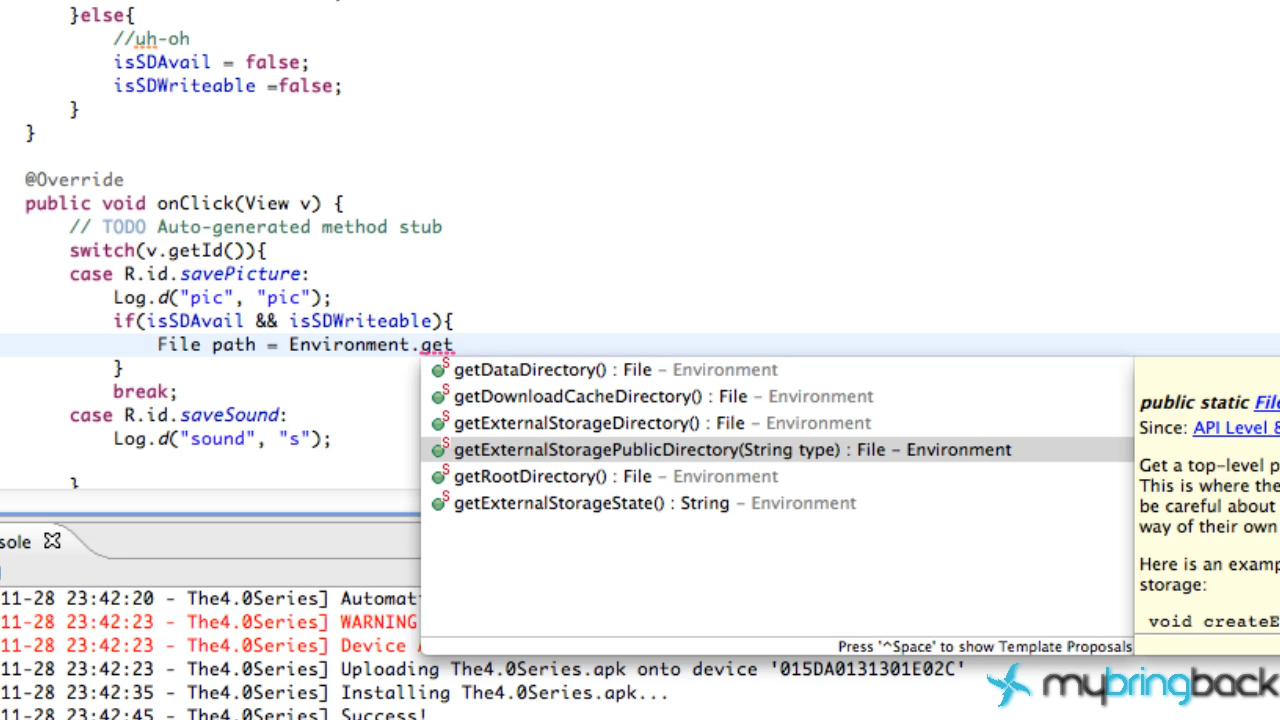 }else{
//uh-oh
isSDAvail = false;
isSDWriteable =false;
}
}
@Override
public void onClick(View v) {
// TODO Auto-generated method stub
switch(v.getId()){
case R.id.savePicture:
Log.d("pic", "pic");
if(isSDAvail && isSDWriteable){
File path = Environment.get
}
break;
case R.id.saveSound:
Log.d("sound", "s");
}
getDataDirectory() : File – Environment
getDownloadCacheDirectory() : File – Environment
getExternalStorageDirectory() : File – Environment
getExternalStoragePublicDirectory(String type) : File – Environment
getRootDirectory() : File – Environment
getExternalStorageState() : String – Environment
Press '^Space' to show Template Proposals
public static File
Since: API Level 8
Get a top-level p
This is where the
be careful about
way of their own
Here is an examp
storage:
void createE
sole
11-28 23:42:20 - The4.0Series] Automat
11-28 23:42:23 - The4.0Series] WARNING
11-28 23:42:23 - The4.0Series] Device A
11-28 23:42:23 - The4.0Series] Uploading The4.0Series.apk onto device '015DA0131301E02C'
11-28 23:42:35 - The4.0Series] Installing The4.0Series.apk...
11-28 23:42:45 - The4.0Series] Success!
mybringback